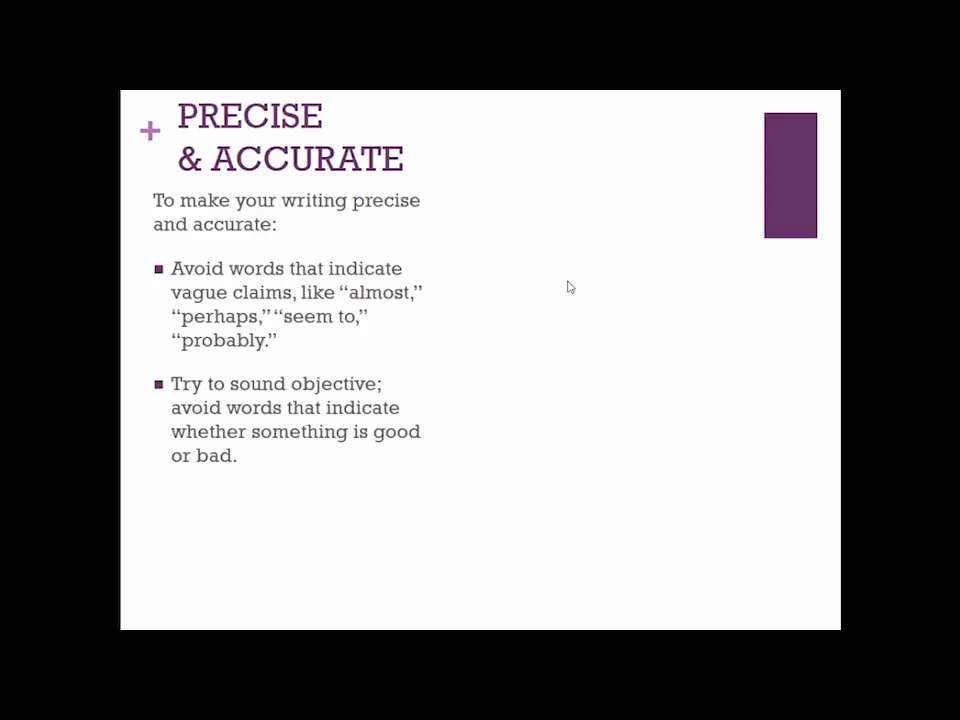 + PRECISE
& ACCURATE
To make your writing precise
and accurate:
Avoid words that indicate
vague claims, like “almost,”
“perhaps,” “seem to,”
“probably.”
Try to sound objective;
avoid words that indicate
whether something is good
or bad.